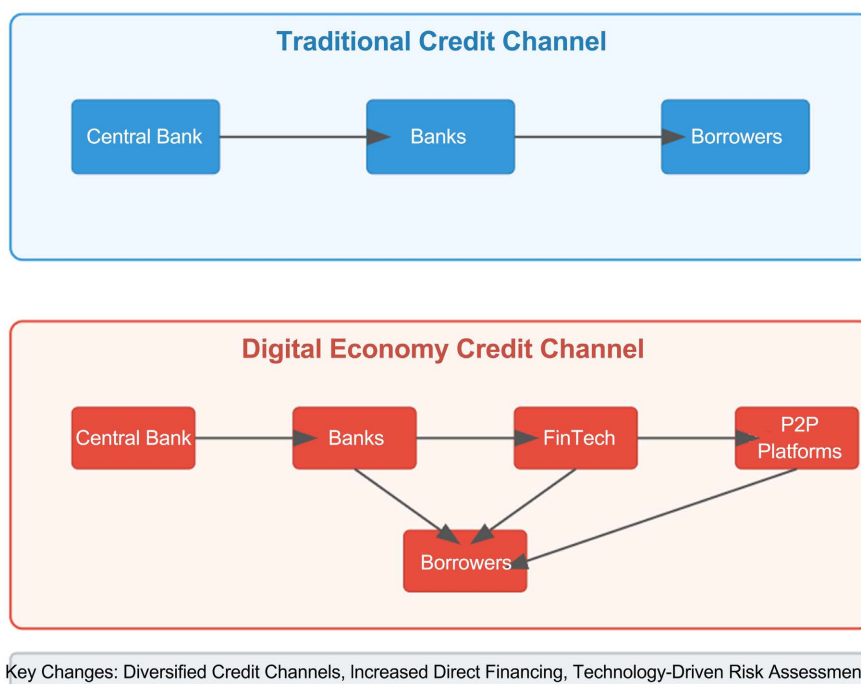 Traditional Credit Channel
Central Bank
Banks
Borrowers
Digital Economy Credit Channel
Central Bank
Banks
FinTech
P2P
Platforms
Borrowers
Key Changes: Diversified Credit Channels, Increased Direct Financing, Technology-Driven Risk Assessmen